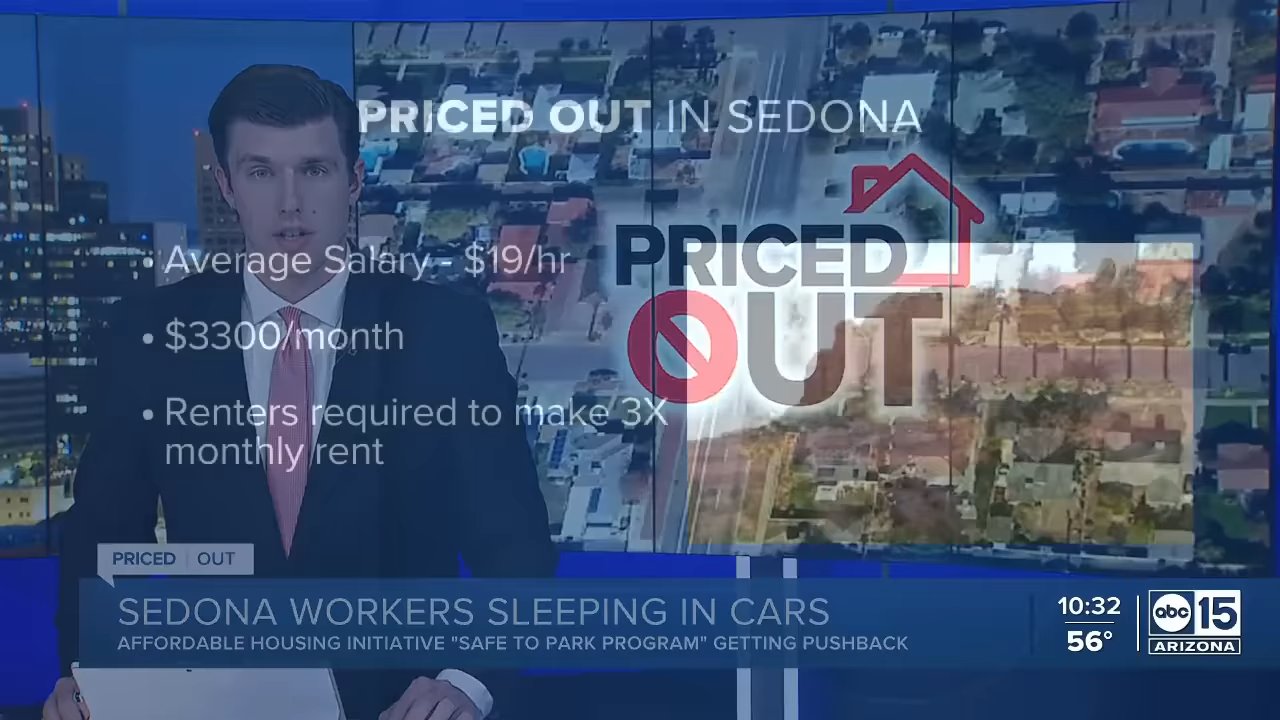 PRICED OUT IN SEDONA
PRICED
OUT
• Average Salary - $19/hr
• $3300/month
• Renters required to make 3X
monthly rent
PRICED OUT
SEDONA WORKERS SLEEPING IN CARS
AFFORDABLE HOUSING INITIATIVE "SAFE TO PARK PROGRAM" GETTING PUSHBACK
10:32
56°
abc 15
ARIZONA